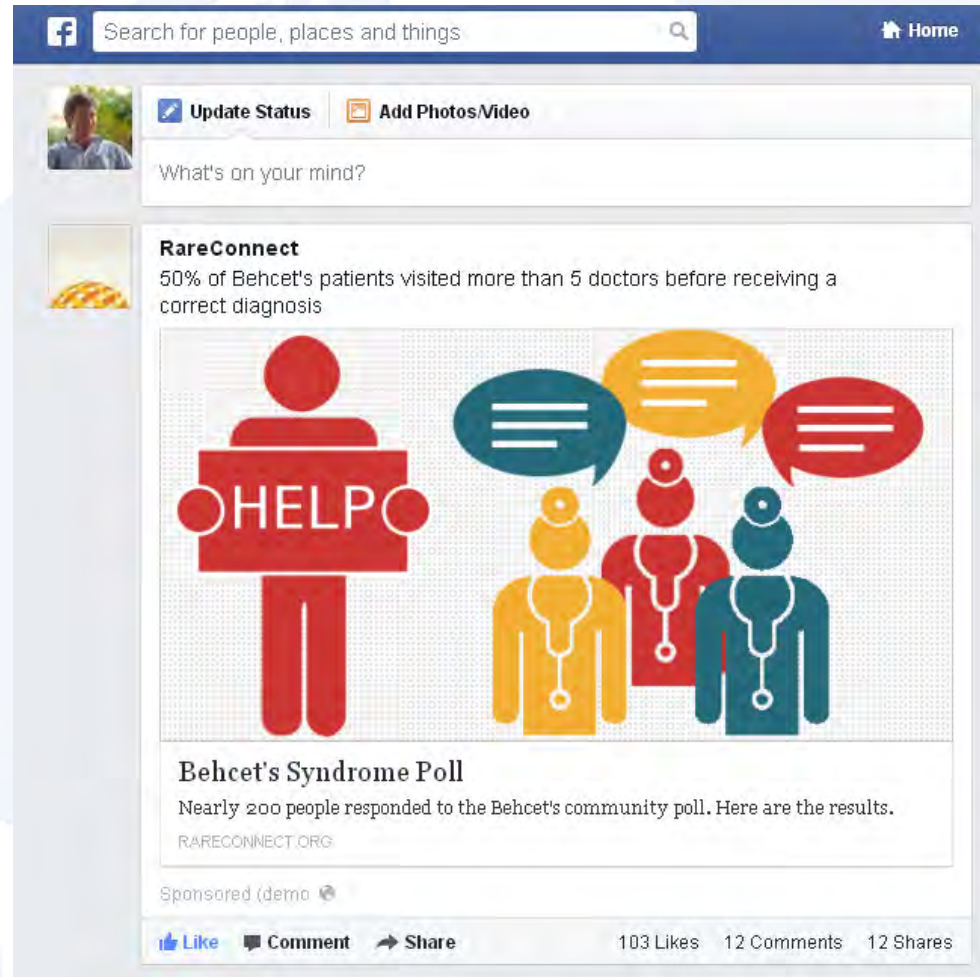 Search for people, places and things
Home
Update Status Add Photos/Video
What's on your mind?
RareConnect
50% of Behcet's patients visited more than 5 doctors before receiving a
correct diagnosis
HELP
Behcet's Syndrome Poll
Nearly 200 people responded to the Behcet's community poll. Here are the results.
RARECONNECT.ORG
Sponsored (demo
Like Comment Share 103 Likes 12 Comments 12 Shares